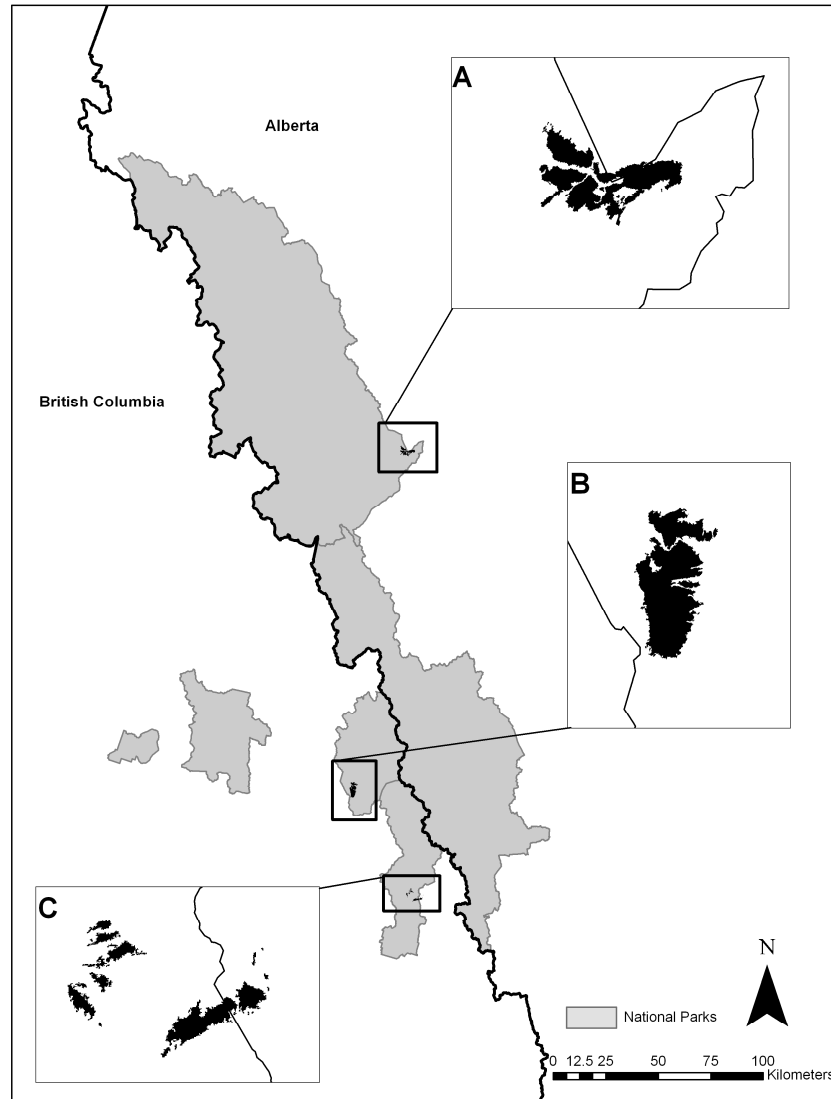 A
Alberta
British Columbia
B
C
N
National Parks
0 12.5 25 50 75 100
Kilometers